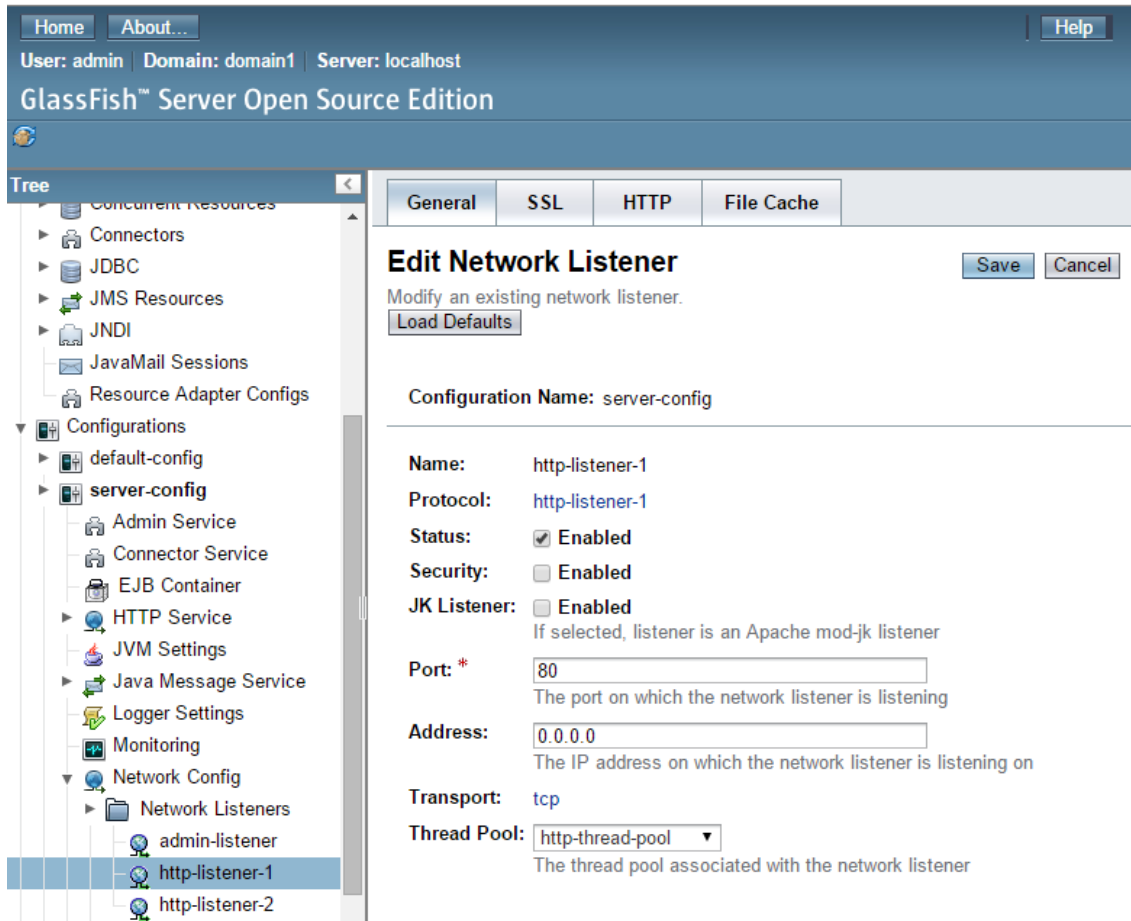 Home About... Help
User: admin Domain: domain1 Server: localhost
GlassFish™ Server Open Source Edition
Tree
Concurrent Resources
Connectors
JDBC
JMS Resources
JNDI
JavaMail Sessions
Resource Adapter Configs
Configurations
default-config
server-config
Admin Service
Connector Service
EJB Container
HTTP Service
JVM Settings
Java Message Service
Logger Settings
Monitoring
Network Config
Network Listeners
admin-listener
http-listener-1
http-listener-2
General SSL HTTP File Cache
Edit Network Listener
Save Cancel
Modify an existing network listener.
Load Defaults
Configuration Name: server-config
Name: http-listener-1
Protocol: http-listener-1
Status: Enabled
Security: Enabled
JK Listener: Enabled
If selected, listener is an Apache mod-jk listener
Port: * 80
The port on which the network listener is listening
Address: 0.0.0.0
The IP address on which the network listener is listening on
Transport: tcp
Thread Pool: http-thread-pool
The thread pool associated with the network listener